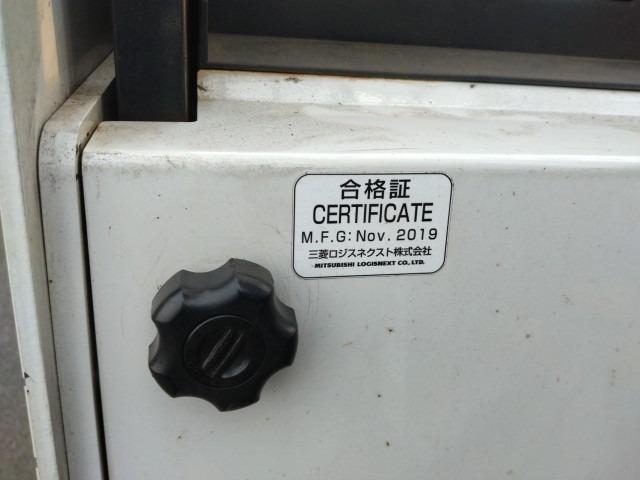 合格証
CERTIFICATE
M.F.G: Nov. 2019
三菱ロジスネクスト株式会社
MITSUBISHI LOGISNEXT CO., LTD.